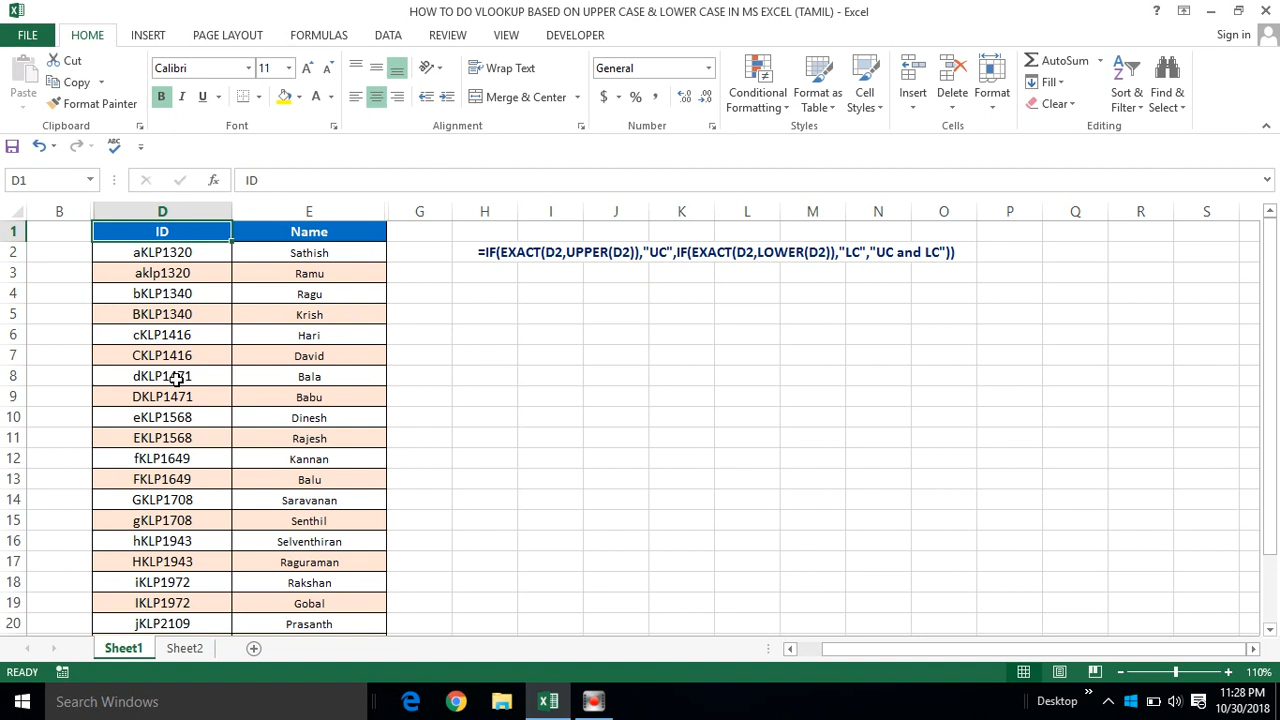 HOW TO DO VLOOKUP BASED ON UPPER CASE & LOWER CASE IN MS EXCEL (TAMIL) - Excel
FILE HOME INSERT PAGE LAYOUT FORMULAS DATA REVIEW VIEW DEVELOPER Sign in
Paste
Cut
Copy
Format Painter
Calibri 11
B I U
Wrap Text
Merge & Center
General
$ % ,
Conditional Formatting
Format as Table
Cell Styles
Insert
Delete
Format
AutoSum
Fill
Clear
Sort & Filter
Find & Select
Clipboard Font Alignment Number Styles Cells Editing
D1 fx ID
B D E G H I J K L M N O P Q R S
1 ID Name
2 aKLP1320 Sathish =IF(EXACT(D2,UPPER(D2)),"UC",IF(EXACT(D2,LOWER(D2)),"LC","UC and LC"))
3 aklp1320 Ramu
4 bKLP1340 Ragu
5 BKLP1340 Krish
6 cKLP1416 Hari
7 CKLP1416 David
8 dKLP1471 Bala
9 DKLP1471 Babu
10 eKLP1568 Dinesh
11 EKLP1568 Rajesh
12 fKLP1649 Kannan
13 FKLP1649 Balu
14 GKLP1708 Saravanan
15 gKLP1708 Senthil
16 hKLP1943 Selventhiran
17 HKLP1943 Raguraman
18 iKLP1972 Rakshan
19 IKLP1972 Gobal
20 jKLP2109 Prasanth
Sheet1 Sheet2
READY 110%
Search Windows
Desktop
11:28 PM
10/30/2018